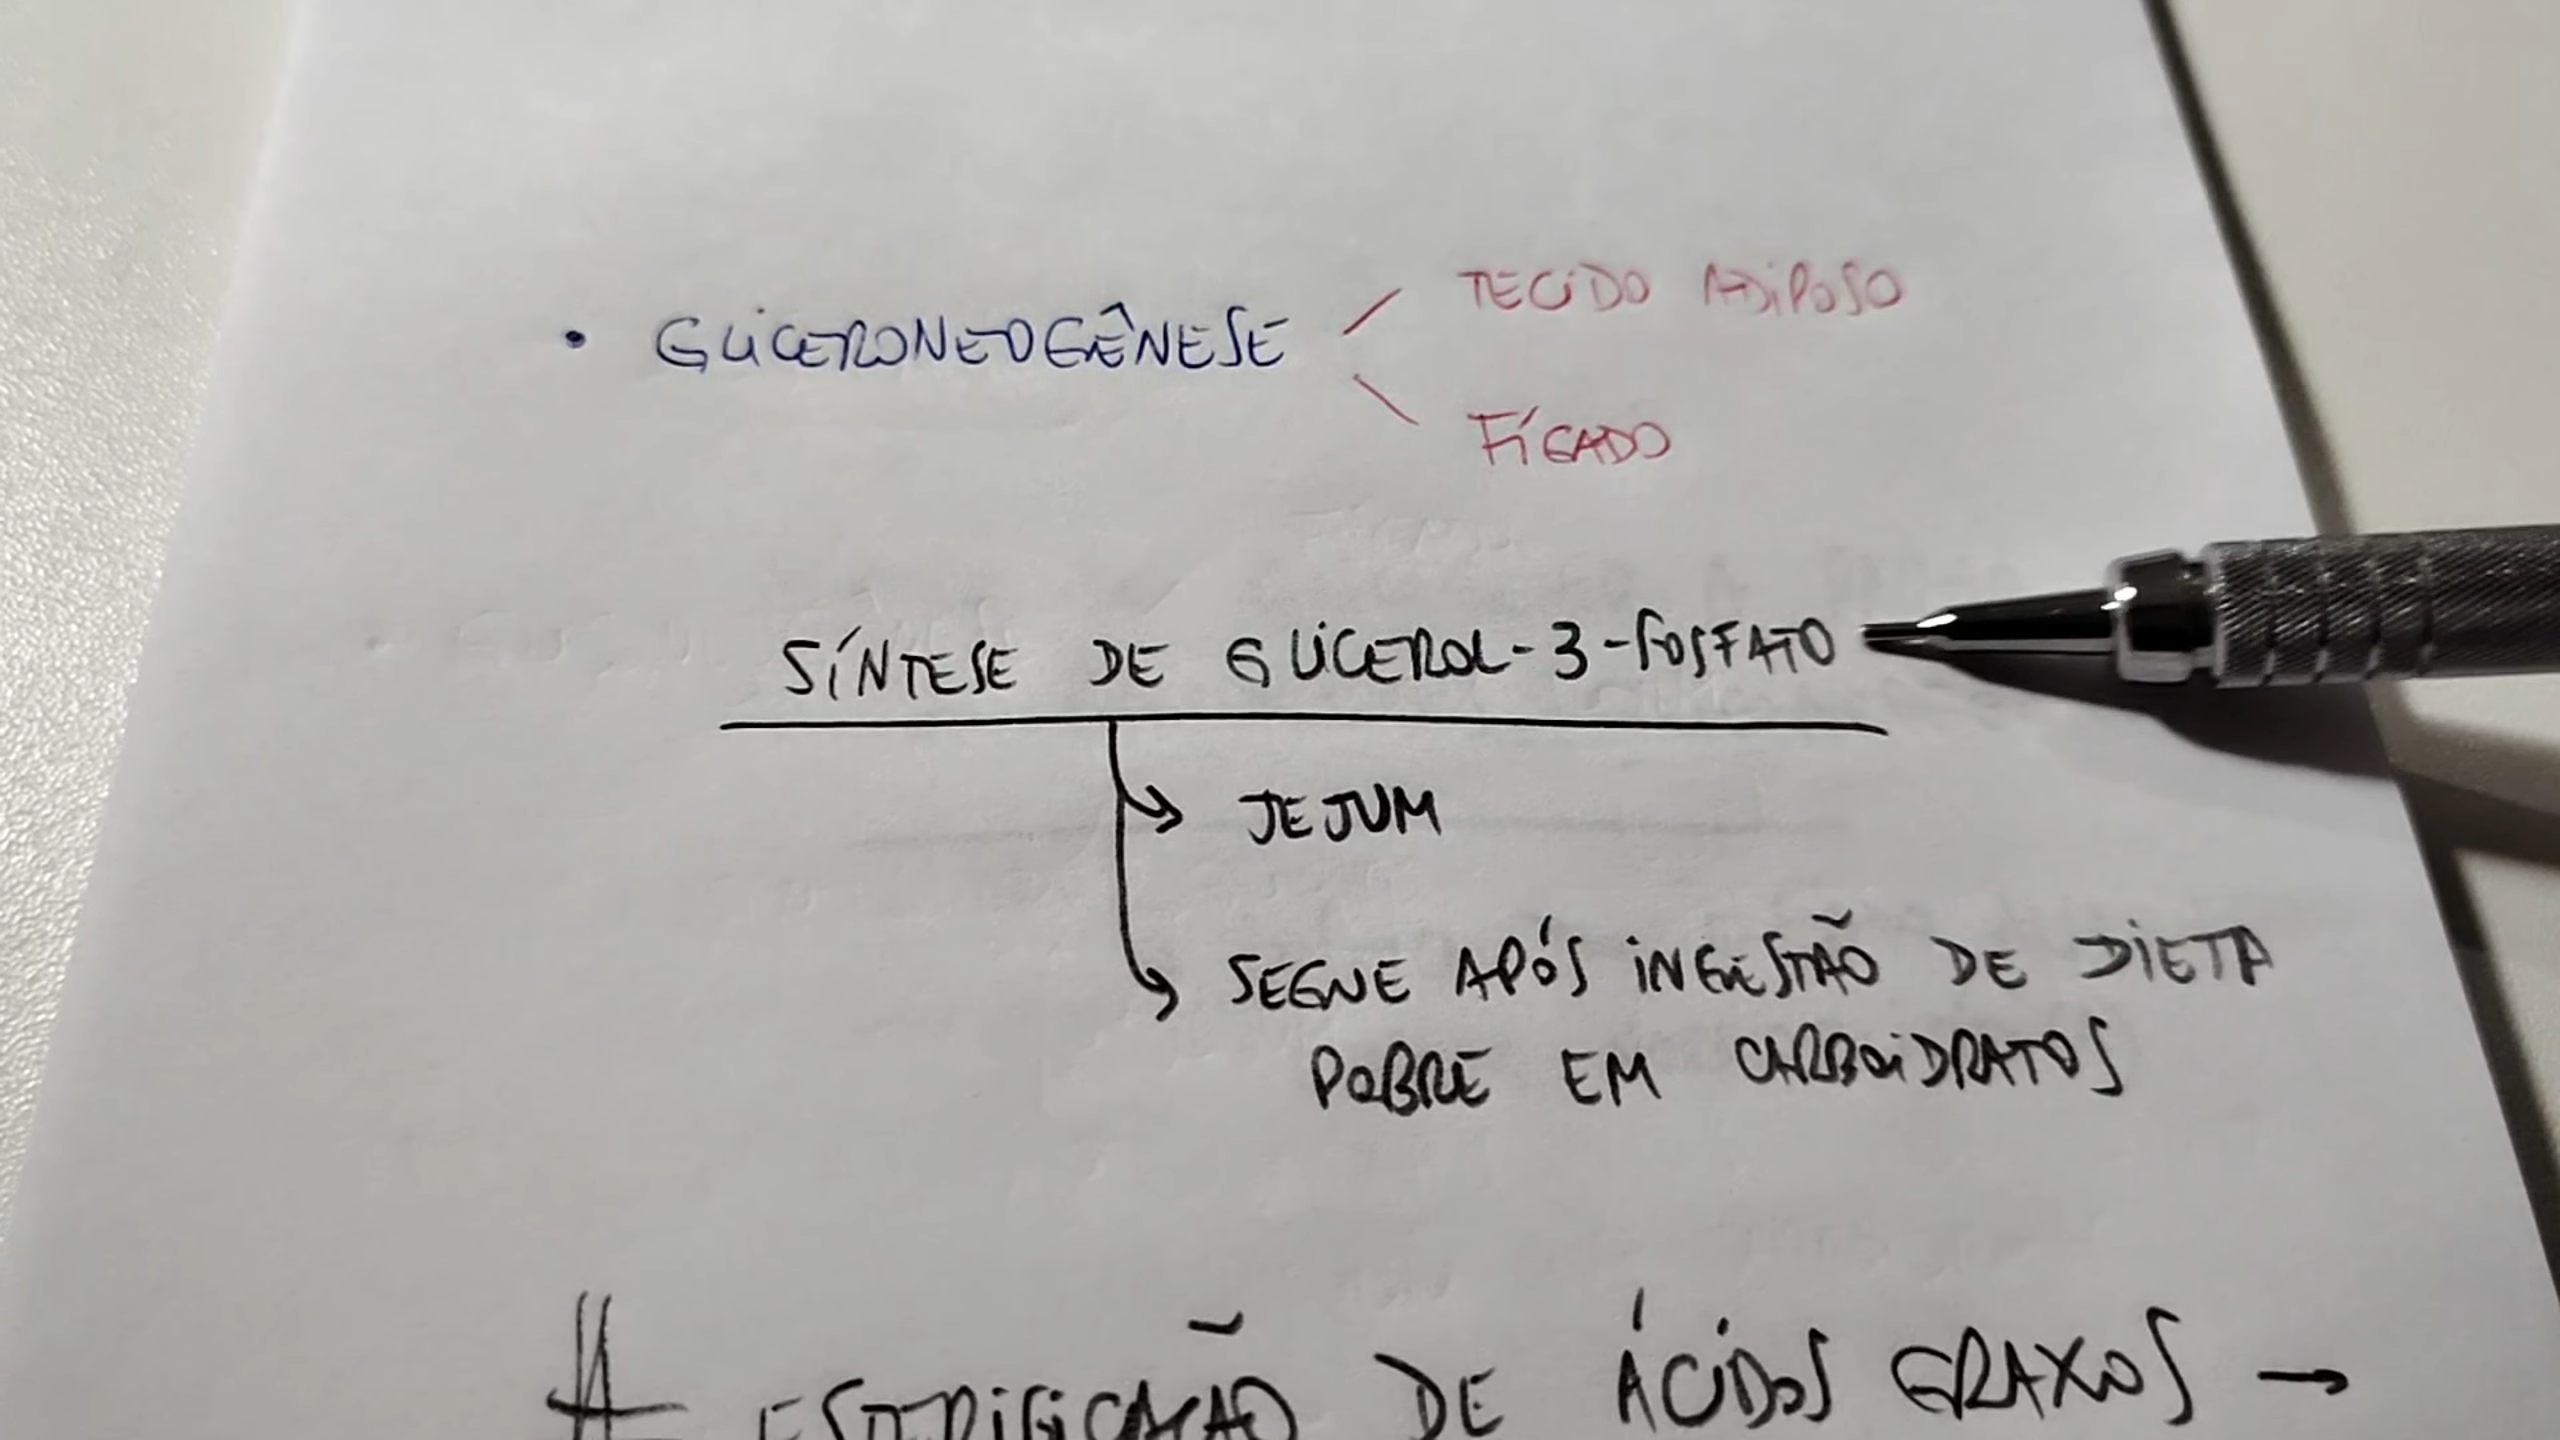 • GLICERONEOGÊNESE
TECIDO ADIPOSO
FÍGADO
SÍNTESE DE GLICEROL-3-FOSFATO
JEJUM
SEGUE APÓS INGESTÃO DE DIETA
POBRE EM CARBOIDRATOS
# ESTERIFICAÇÃO DE ÁCIDOS GRAXOS →